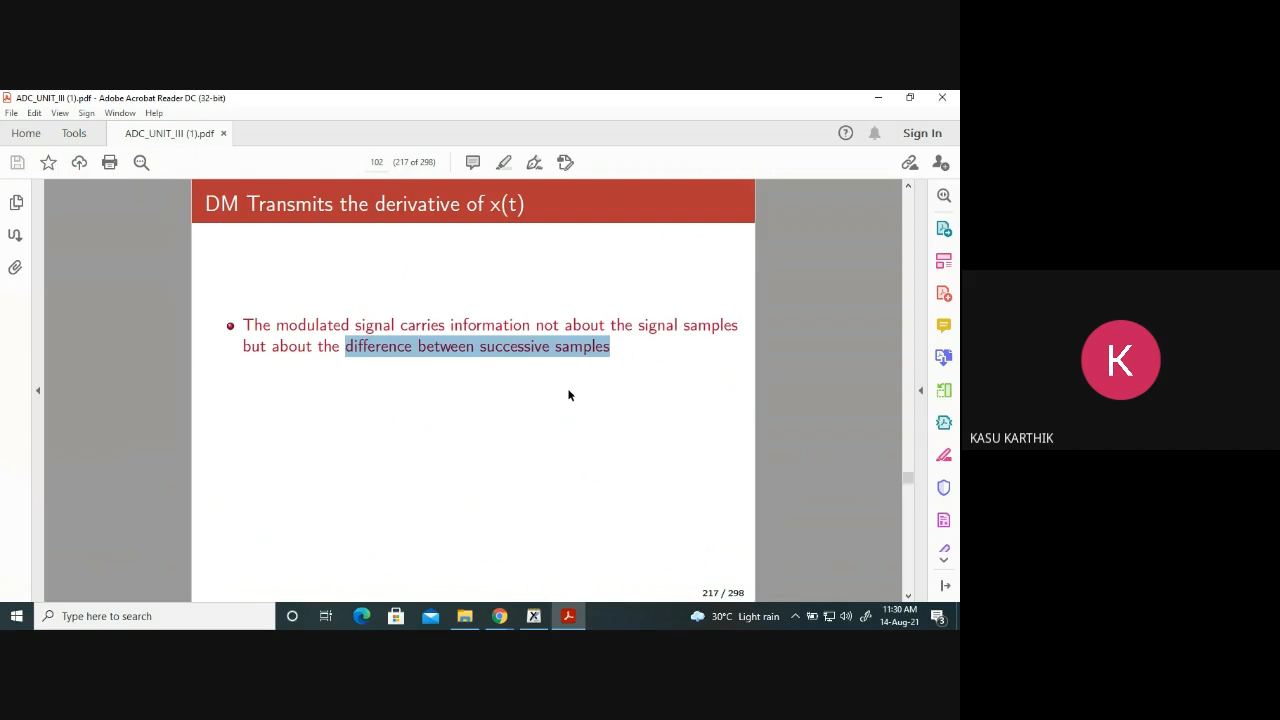 ADC_UNIT_III (1).pdf - Adobe Acrobat Reader DC (32-bit)
File Edit View Sign Window Help
Home Tools ADC_UNIT_III (1).pdf × Sign In
102 (217 of 298)
DM Transmits the derivative of x(t)
The modulated signal carries information not about the signal samples
but about the difference between successive samples
217 / 298
K
KASU KARTHIK
Type here to search
30°C Light rain
11:30 AM
14-Aug-21
3